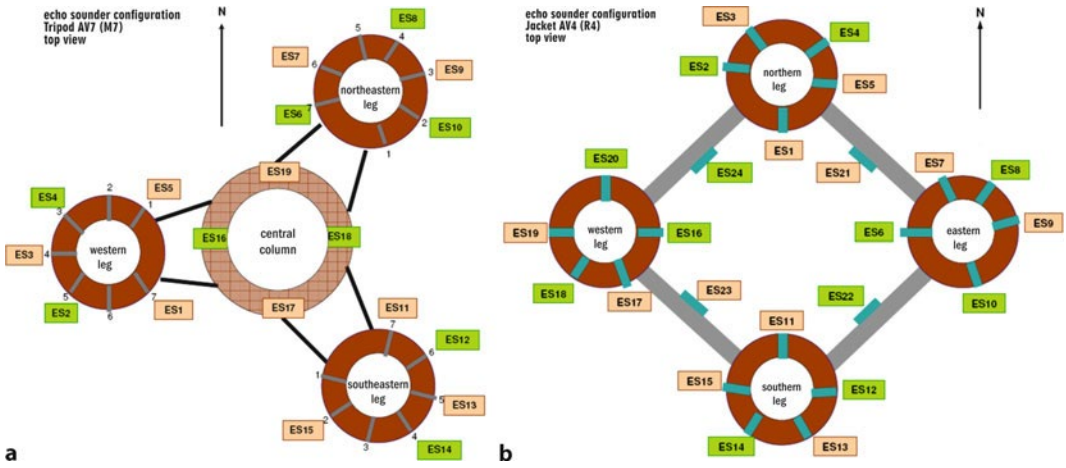 echo sounder configuration
Tripod AV7 (M7)
top view
N
ES8
4
5
ES7
6
3
ES9
northeastern
leg
ES6
7
2
ES10
1
ES19
ES5
ES4
2
1
3
central
column
ES16
ES18
ES3
4
western
leg
5
7
ES2
6
ES1
ES17
ES11
7
ES12
6
1
southeastern
leg
5
ES13
2
ES15
4
3
ES14
a
echo sounder configuration
Jacket AV4 (R4)
top view
N
ES3
ES4
ES2
northern
leg
ES5
ES1
ES20
ES24
ES21
ES7
ES8
ES9
ES19
western
leg
ES16
ES6
eastern
leg
ES18
ES17
ES23
ES22
ES10
ES11
ES15
southern
leg
ES12
ES14
ES13
b